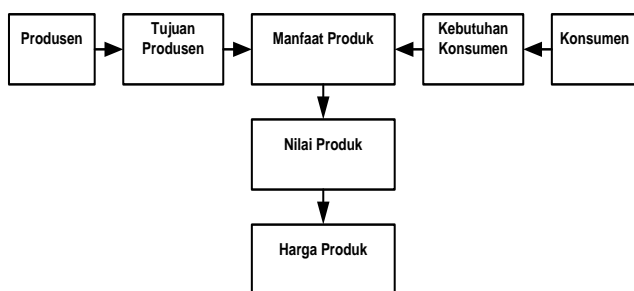 Produsen
Tujuan
Produsen
Manfaat Produk
Kebutuhan
Konsumen
Konsumen
Nilai Produk
Harga Produk